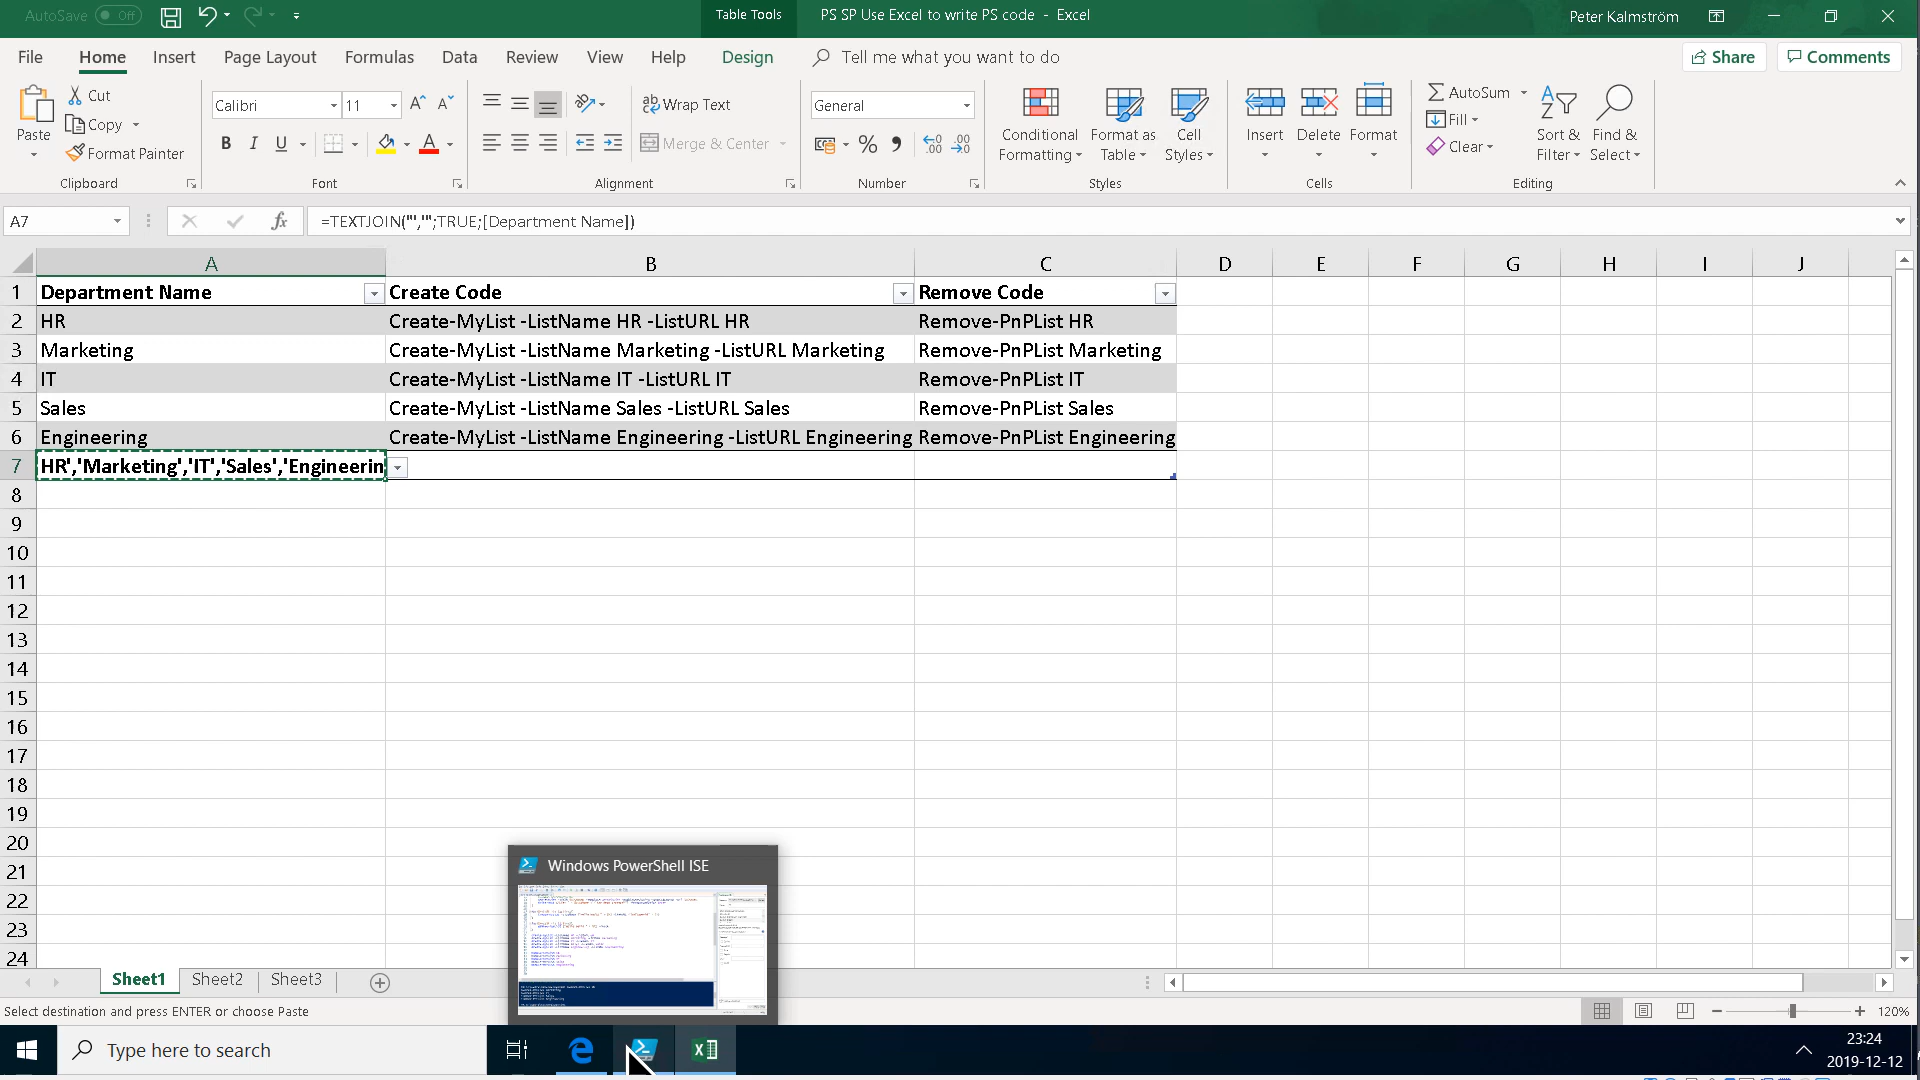 AutoSave Off
Table Tools
PS SP Use Excel to write PS code - Excel
Peter Kalmström
File Home Insert Page Layout Formulas Data Review View Help Design Tell me what you want to do Share Comments
Paste Cut Copy Format Painter Clipboard
Calibri 11 B I U A Font
Wrap Text Merge & Center Alignment
General % Number
Conditional Formatting Format as Table Cell Styles Styles
Insert Delete Format Cells
AutoSum Fill Clear Sort & Filter Find & Select Editing
A7 fx =TEXTJOIN("','";TRUE;[Department Name])
A B C D E F G H I J
1 Department Name Create Code Remove Code
2 HR Create-MyList -ListName HR -ListURL HR Remove-PnPList HR
3 Marketing Create-MyList -ListName Marketing -ListURL Marketing Remove-PnPList Marketing
4 IT Create-MyList -ListName IT -ListURL IT Remove-PnPList IT
5 Sales Create-MyList -ListName Sales -ListURL Sales Remove-PnPList Sales
6 Engineering Create-MyList -ListName Engineering -ListURL Engineering Remove-PnPList Engineering
7 HR','Marketing','IT','Sales','Engineerin
8
9
10
11
12
13
14
15
16
17
18
19
20
21
22
23
24
Windows PowerShell ISE
Sheet1 Sheet2 Sheet3
Select destination and press ENTER or choose Paste
120%
Type here to search
23:24
2019-12-12